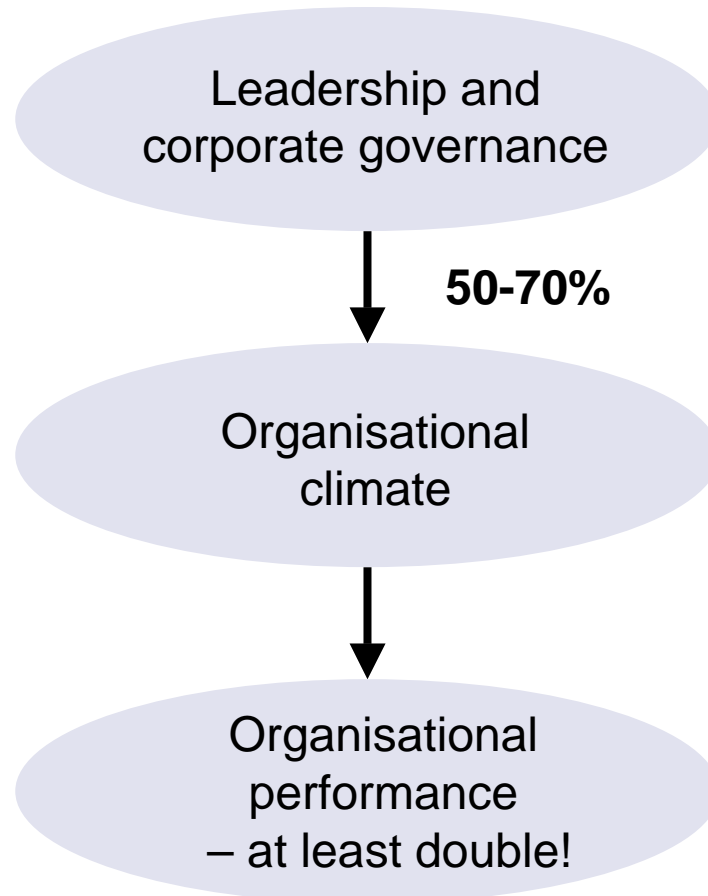 Leadership and
corporate governance
50-70%
Organisational
climate
Organisational
performance
– at least double!